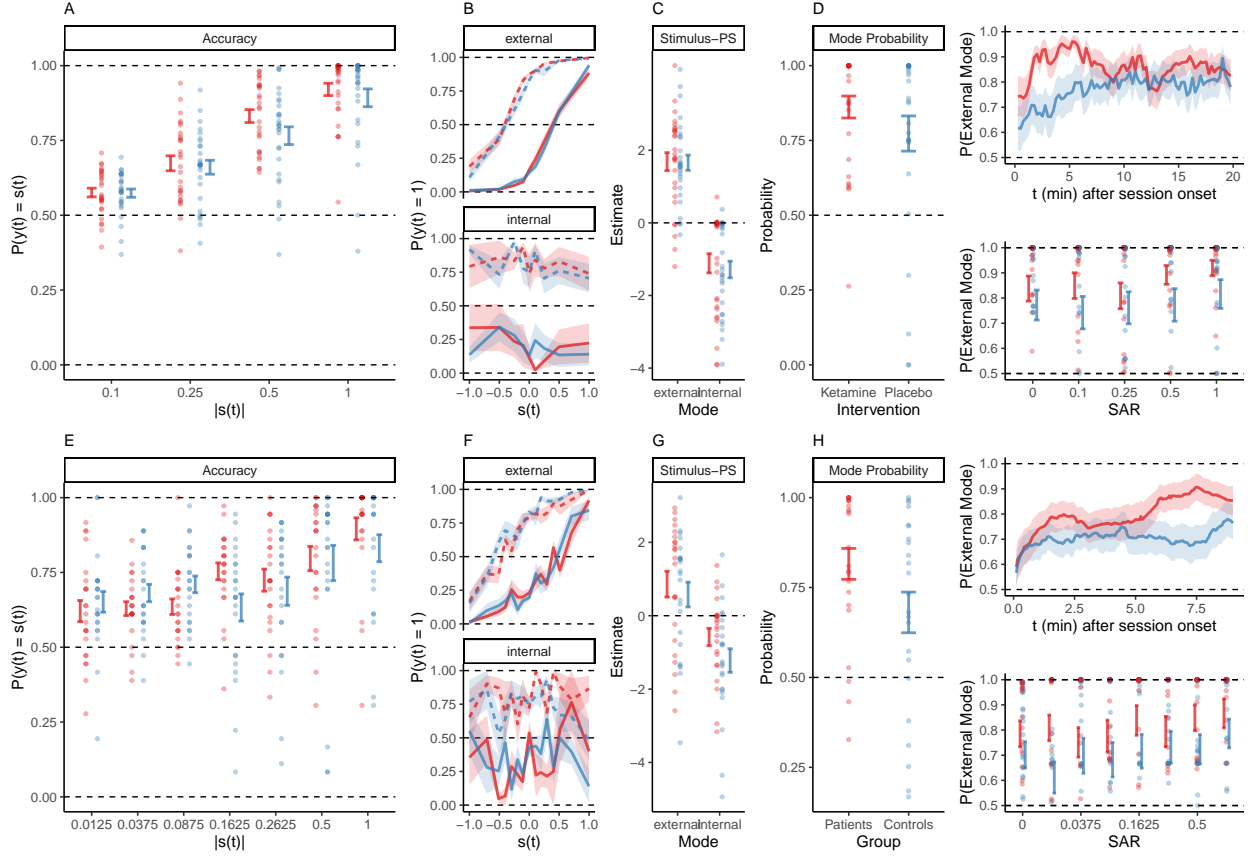 A
Accuracy
P(y(t) = s(t)
1.00
0.75
0.50
0.25
0.00
0.1
0.25
0.5
1
|s(t)|
B
external
internal
P(y(t) = 1)
1.00
0.75
0.50
0.25
0.00
1.00
0.75
0.50
0.25
0.00
−1.0
−0.5
0.0
0.5
1.0
s(t)
C
Stimulus−PS
Estimate
2
0
−2
−4
external
internal
Mode
D
Mode Probability
Probability
1.00
0.75
0.50
0.25
0.00
Ketamine
Placebo
Intervention
P(External Mode)
1.0
0.9
0.8
0.7
0.6
0.5
0
5
10
15
20
t (min) after session onset
P(External Mode)
1.0
0.9
0.8
0.7
0.6
0.5
0
0.1
0.25
0.5
1
SAR
E
Accuracy
P(y(t) = s(t))
1.00
0.75
0.50
0.25
0.00
0.0125
0.0375
0.0875
0.1625
0.2625
0.5
1
|s(t)|
F
external
internal
P(y(t) = 1)
1.00
0.75
0.50
0.25
0.00
1.00
0.75
0.50
0.25
0.00
−1.0
−0.5
0.0
0.5
1.0
s(t)
G
Stimulus−PS
Estimate
2
0
−2
−4
external
internal
Mode
H
Mode Probability
Probability
1.00
0.75
0.50
0.25
Patients
Controls
Group
P(External Mode)
1.0
0.9
0.8
0.7
0.6
0.5
0.0
2.5
5.0
7.5
t (min) after session onset
P(External Mode)
1.0
0.9
0.8
0.7
0.6
0.5
0
0.0375
0.1625
0.5
SAR